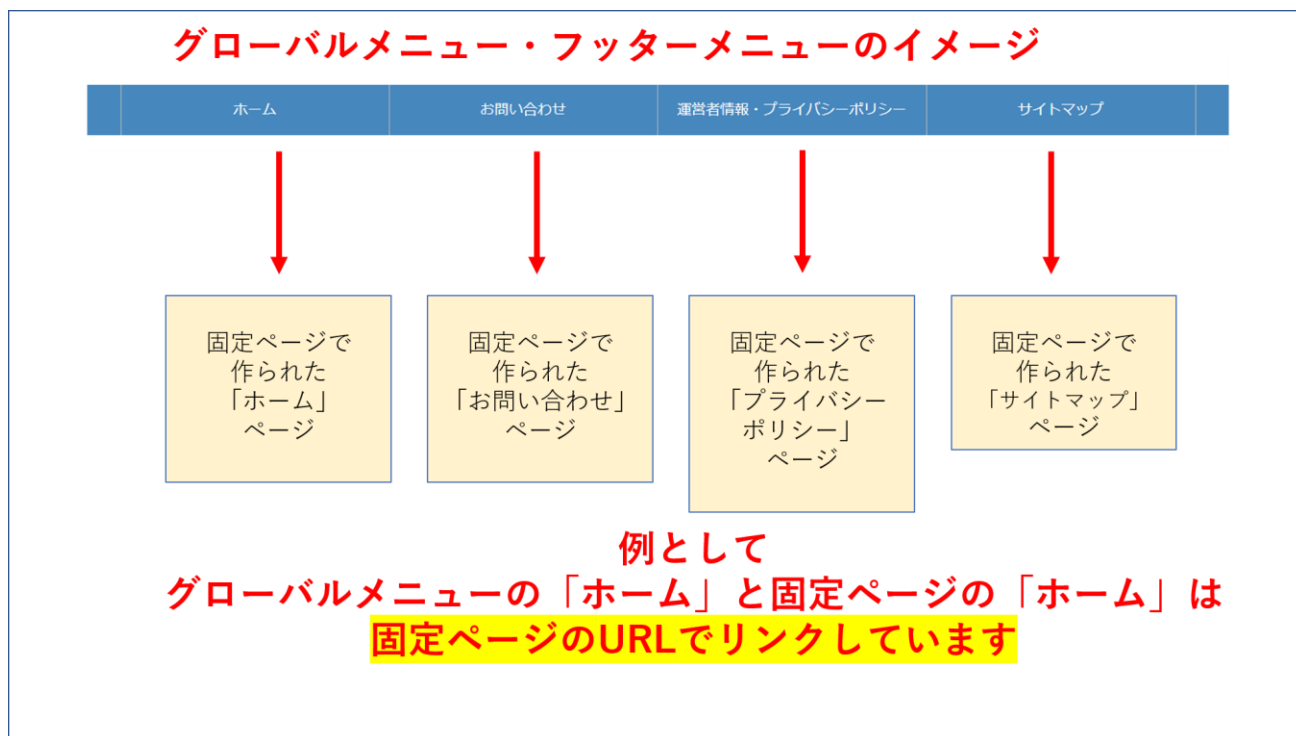 グローバルメニュー・フッターメニューのイメージ
ホーム
お問い合わせ
運営者情報・プライバシーポリシー
サイトマップ
固定ページで
作られた
「ホーム」
ページ
固定ページで
作られた
「お問い合わせ」
ページ
固定ページで
作られた
「プライバシー
ポリシー」
ページ
固定ページで
作られた
「サイトマップ」
ページ
例として
グローバルメニューの「ホーム」と固定ページの「ホーム」は
固定ページのURLでリンクしています